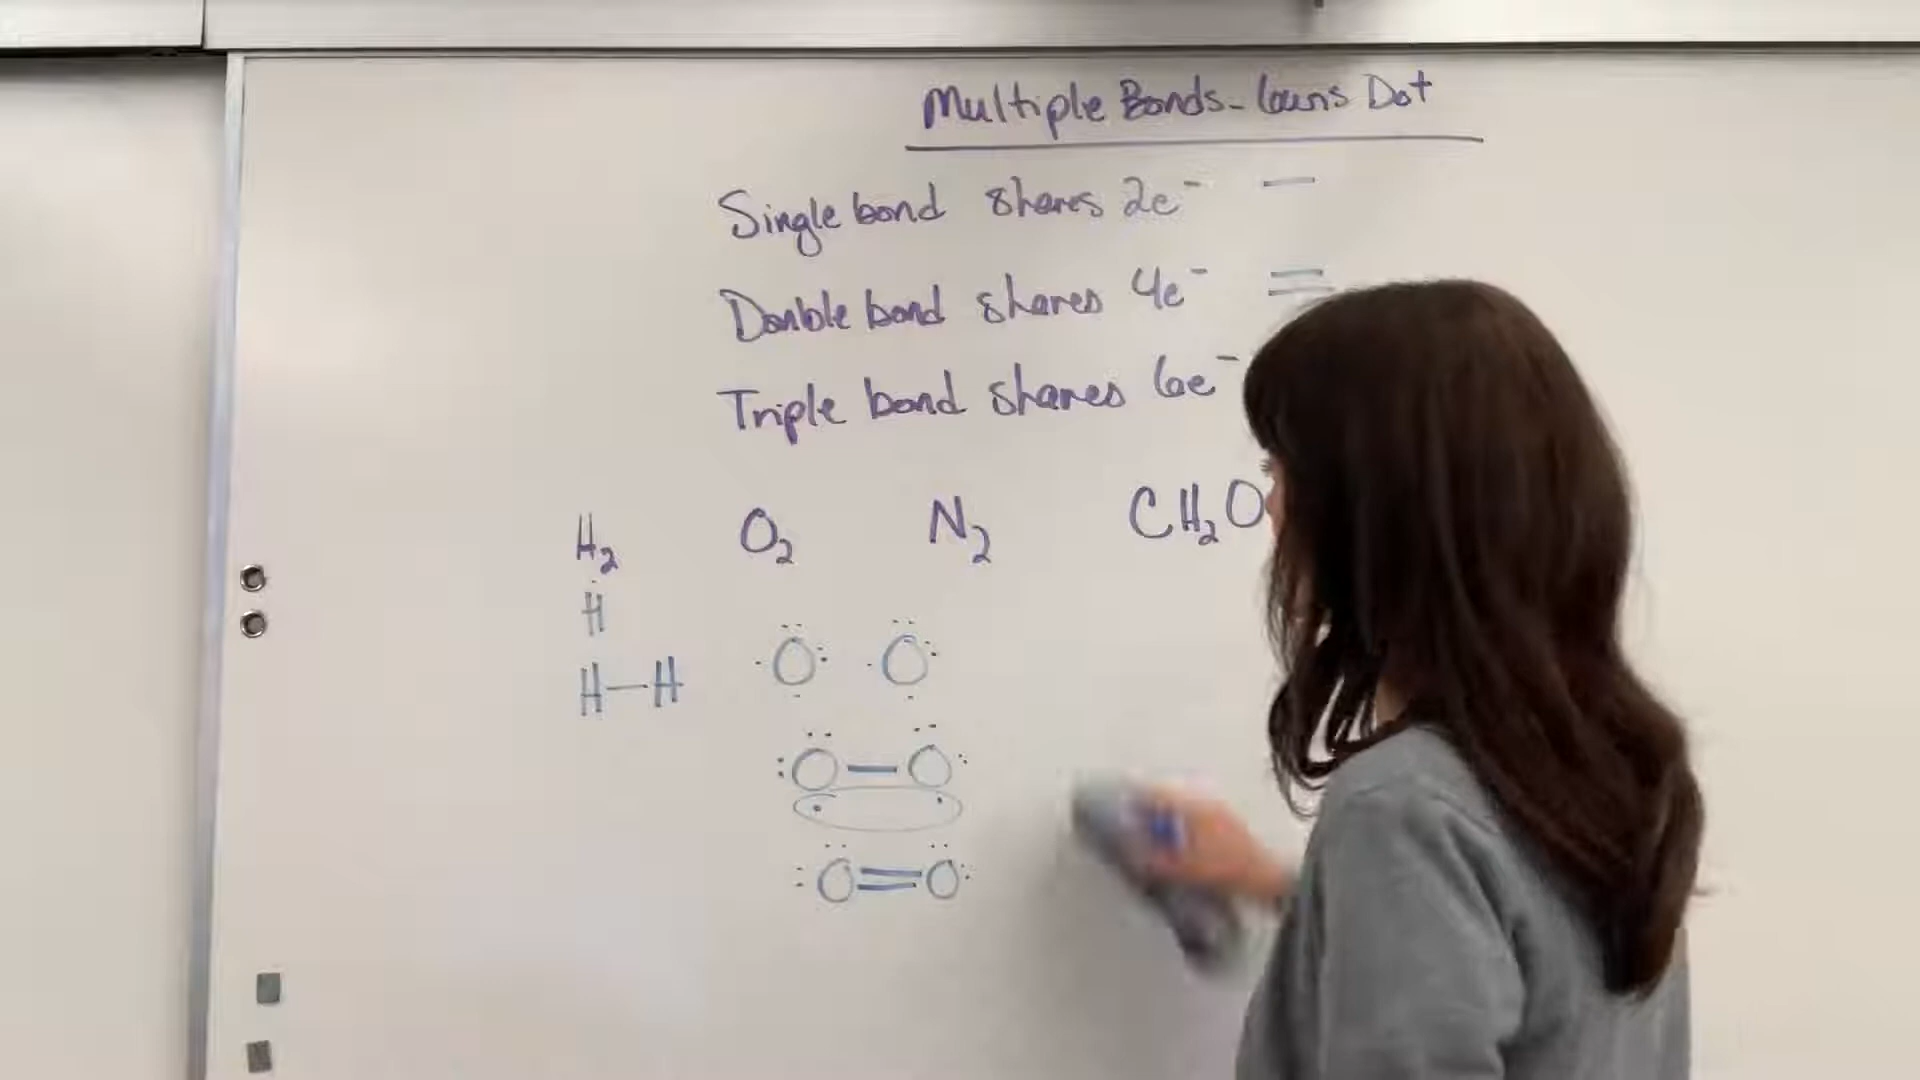 Multiple Bonds - Lewis Dot
Single bond shares 2e⁻ —
Double bond shares 4e⁻ =
Triple bond shares 6e⁻
H₂ O₂ N₂ CH₂O
H
H—H
O O
O—O
O=O